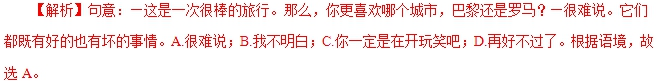 【解析】句意：一这是一次很棒的旅行。那么，你更喜欢哪个城市，巴黎还是罗马？一很难说。它们
都既有好的也有坏的事情。A.很难说；B.我不明白；C.你一定是在开玩笑吧；D.再好不过了。根据语境，故
选 A。